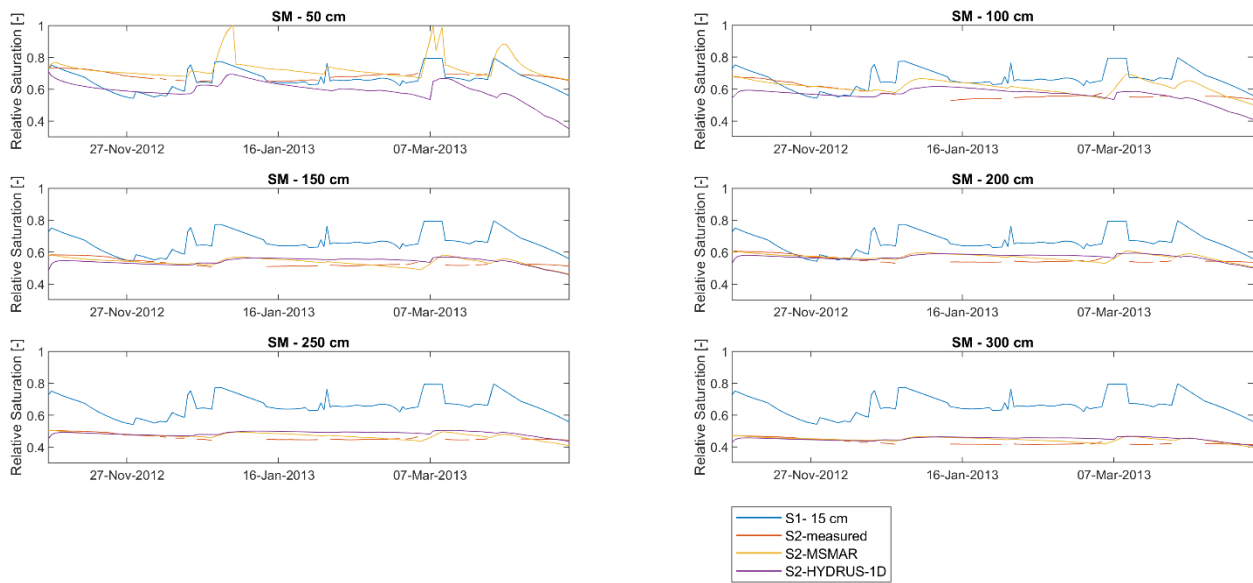 SM - 50 cm
Relative Saturation [-]
1
0.8
0.6
0.4
27-Nov-2012
16-Jan-2013
07-Mar-2013
SM - 100 cm
Relative Saturation [-]
1
0.8
0.6
0.4
27-Nov-2012
16-Jan-2013
07-Mar-2013
SM - 150 cm
Relative Saturation [-]
1
0.8
0.6
0.4
27-Nov-2012
16-Jan-2013
07-Mar-2013
SM - 200 cm
Relative Saturation [-]
1
0.8
0.6
0.4
27-Nov-2012
16-Jan-2013
07-Mar-2013
SM - 250 cm
Relative Saturation [-]
1
0.8
0.6
0.4
27-Nov-2012
16-Jan-2013
07-Mar-2013
SM - 300 cm
Relative Saturation [-]
1
0.8
0.6
0.4
27-Nov-2012
16-Jan-2013
07-Mar-2013
S1- 15 cm
S2-measured
S2-MSMAR
S2-HYDRUS-1D